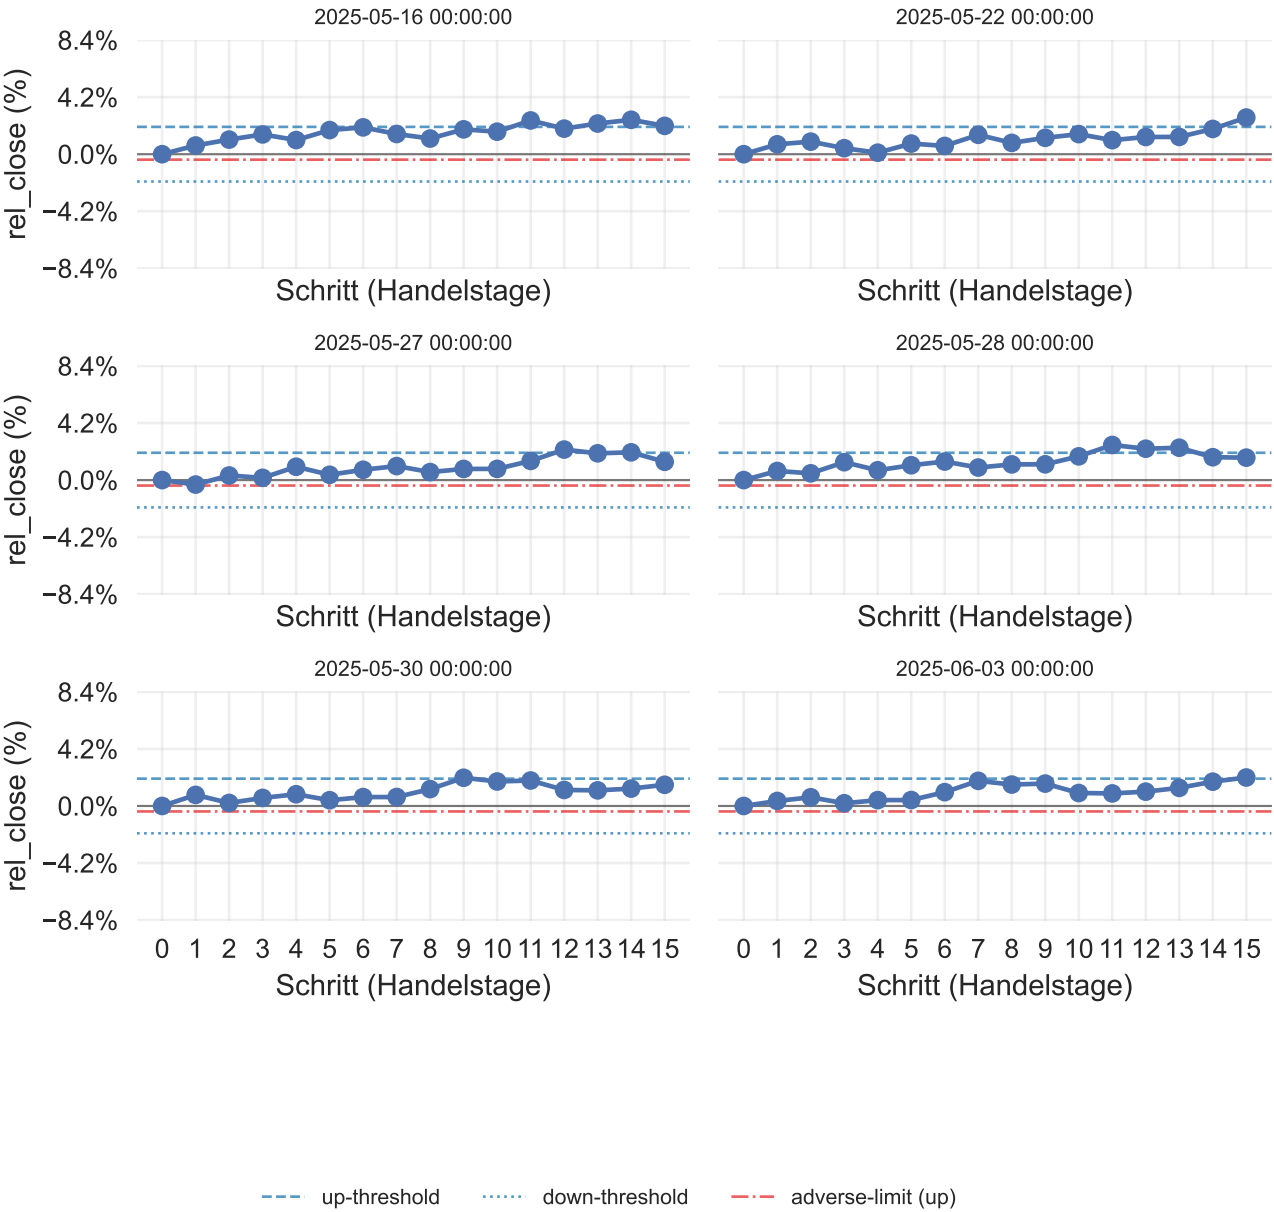 2025-05-16 00:00:00
2025-05-22 00:00:00
8.4%
4.2%
0.0%
−4.2%
−8.4%
rel_close (%)
Schritt (Handelstage)
Schritt (Handelstage)
2025-05-27 00:00:00
2025-05-28 00:00:00
8.4%
4.2%
0.0%
−4.2%
−8.4%
rel_close (%)
Schritt (Handelstage)
Schritt (Handelstage)
2025-05-30 00:00:00
2025-06-03 00:00:00
8.4%
4.2%
0.0%
−4.2%
−8.4%
rel_close (%)
0 1 2 3 4 5 6 7 8 9 10 11 12 13 14 15
0 1 2 3 4 5 6 7 8 9 10 11 12 13 14 15
Schritt (Handelstage)
Schritt (Handelstage)
up-threshold
down-threshold
adverse-limit (up)